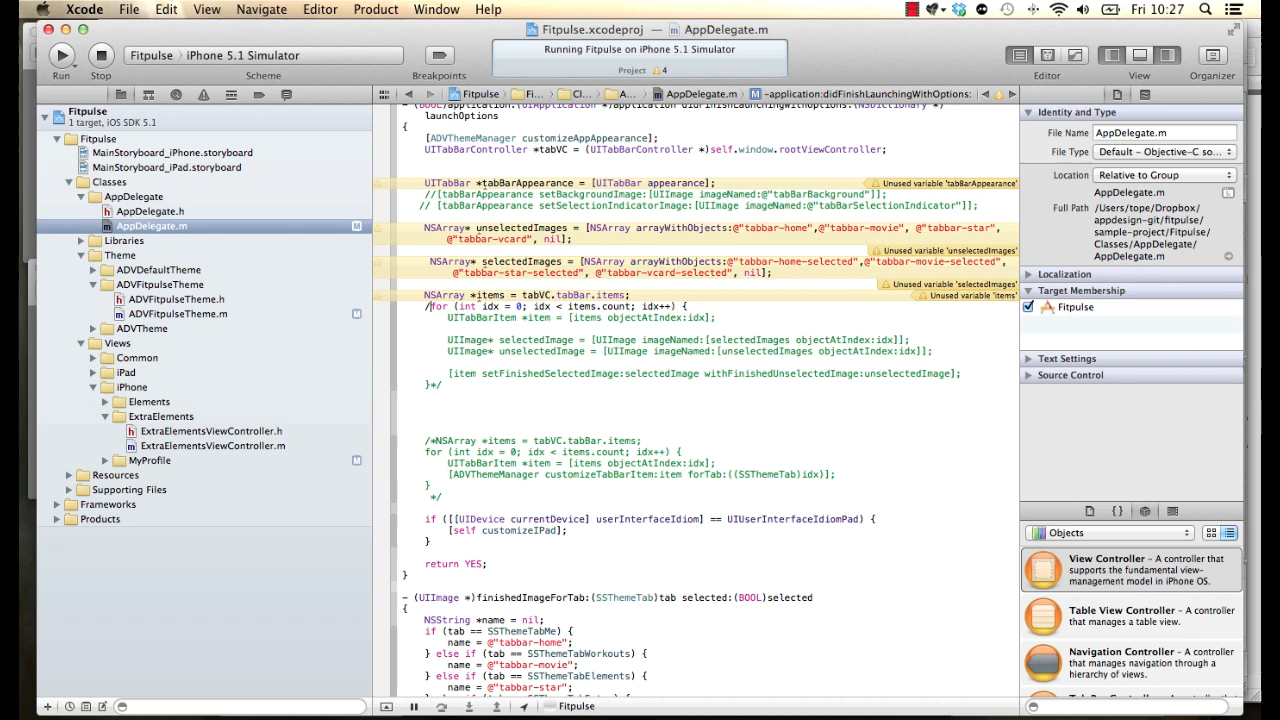 Xcode File Edit View Navigate Editor Product Window Help Fri 10:27
Fitpulse.xcodeproj — AppDelegate.m
Fitpulse 〉 iPhone 5.1 Simulator
Running Fitpulse on iPhone 5.1 Simulator
Project 4
Run Stop Scheme Breakpoints Editor View Organizer
Fitpulse
1 target, iOS SDK 5.1
Fitpulse
MainStoryboard_iPhone.storyboard
MainStoryboard_iPad.storyboard
Classes
AppDelegate
AppDelegate.h
AppDelegate.m M
Libraries
Theme
ADVDefaultTheme
ADVFitpulseTheme
ADVFitpulseTheme.h
ADVFitpulseTheme.m
ADVTheme
Views
Common
iPad
iPhone
Elements
ExtraElements
ExtraElementsViewController.h
ExtraElementsViewController.m
MyProfile M
Resources
Supporting Files
Frameworks
Products
Fitpulse 〉 Fi... 〉 Cl... 〉 A... 〉 AppDelegate.m 〉 M -application:didFinishLaunchingWithOptions:
- (BOOL)application:(UIApplication *)application didFinishLaunchingWithOptions:(NSDictionary *)
launchOptions
{
[ADVThemeManager customizeAppAppearance];
UITabBarController *tabVC = (UITabBarController *)self.window.rootViewController;
UITabBar *tabBarAppearance = [UITabBar appearance]; Unused variable 'tabBarAppearance'
//[tabBarAppearance setBackgroundImage:[UIImage imageNamed:@"tabBarBackground"]];
// [tabBarAppearance setSelectionIndicatorImage:[UIImage imageNamed:@"tabBarSelectionIndicator"]];
NSArray* unselectedImages = [NSArray arrayWithObjects:@"tabbar-home",@"tabbar-movie", @"tabbar-star",
@"tabbar-vcard", nil];
Unused variable 'unselectedImages'
NSArray* selectedImages = [NSArray arrayWithObjects:@"tabbar-home-selected",@"tabbar-movie-selected",
@"tabbar-star-selected", @"tabbar-vcard-selected", nil];
Unused variable 'selectedImages'
NSArray *items = tabVC.tabBar.items; Unused variable 'items'
/for (int idx = 0; idx < items.count; idx++) {
UITabBarItem *item = [items objectAtIndex:idx];
UIImage* selectedImage = [UIImage imageNamed:[selectedImages objectAtIndex:idx]];
UIImage* unselectedImage = [UIImage imageNamed:[unselectedImages objectAtIndex:idx]];
[item setFinishedSelectedImage:selectedImage withFinishedUnselectedImage:unselectedImage];
}*/
/*NSArray *items = tabVC.tabBar.items;
for (int idx = 0; idx < items.count; idx++) {
UITabBarItem *item = [items objectAtIndex:idx];
[ADVThemeManager customizeTabBarItem:item forTab:((SSThemeTab)idx)];
}
*/
if ([[UIDevice currentDevice] userInterfaceIdiom] == UIUserInterfaceIdiomPad) {
[self customizeIPad];
}
return YES;
}
- (UIImage *)finishedImageForTab:(SSThemeTab)tab selected:(BOOL)selected
{
NSString *name = nil;
if (tab == SSThemeTabMe) {
name = @"tabbar-home";
} else if (tab == SSThemeTabWorkouts) {
name = @"tabbar-movie";
} else if (tab == SSThemeTabElements) {
name = @"tabbar-star";
Fitpulse
Identity and Type
File Name AppDelegate.m
File Type Default – Objective-C so...
Location Relative to Group
AppDelegate.m
Full Path /Users/tope/Dropbox/
appdesign-git/fitpulse/
sample-project/Fitpulse/
Classes/AppDelegate/
AppDelegate.m
Localization
Target Membership
Fitpulse
Text Settings
Source Control
{}
Objects
View Controller – A controller that
supports the fundamental view-
management model in iPhone OS.
Table View Controller – A controller
that manages a table view.
Navigation Controller – A
controller that manages navigation through a
hierarchy of views.